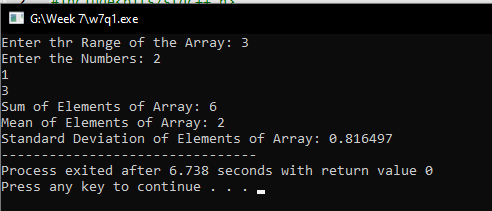 G:\Week 7\w7q1.exe
Enter thr Range of the Array: 3
Enter the Numbers: 2
1
3
Sum of Elements of Array: 6
Mean of Elements of Array: 2
Standard Deviation of Elements of Array: 0.816497
--------------------------------
Process exited after 6.738 seconds with return value 0
Press any key to continue . . .